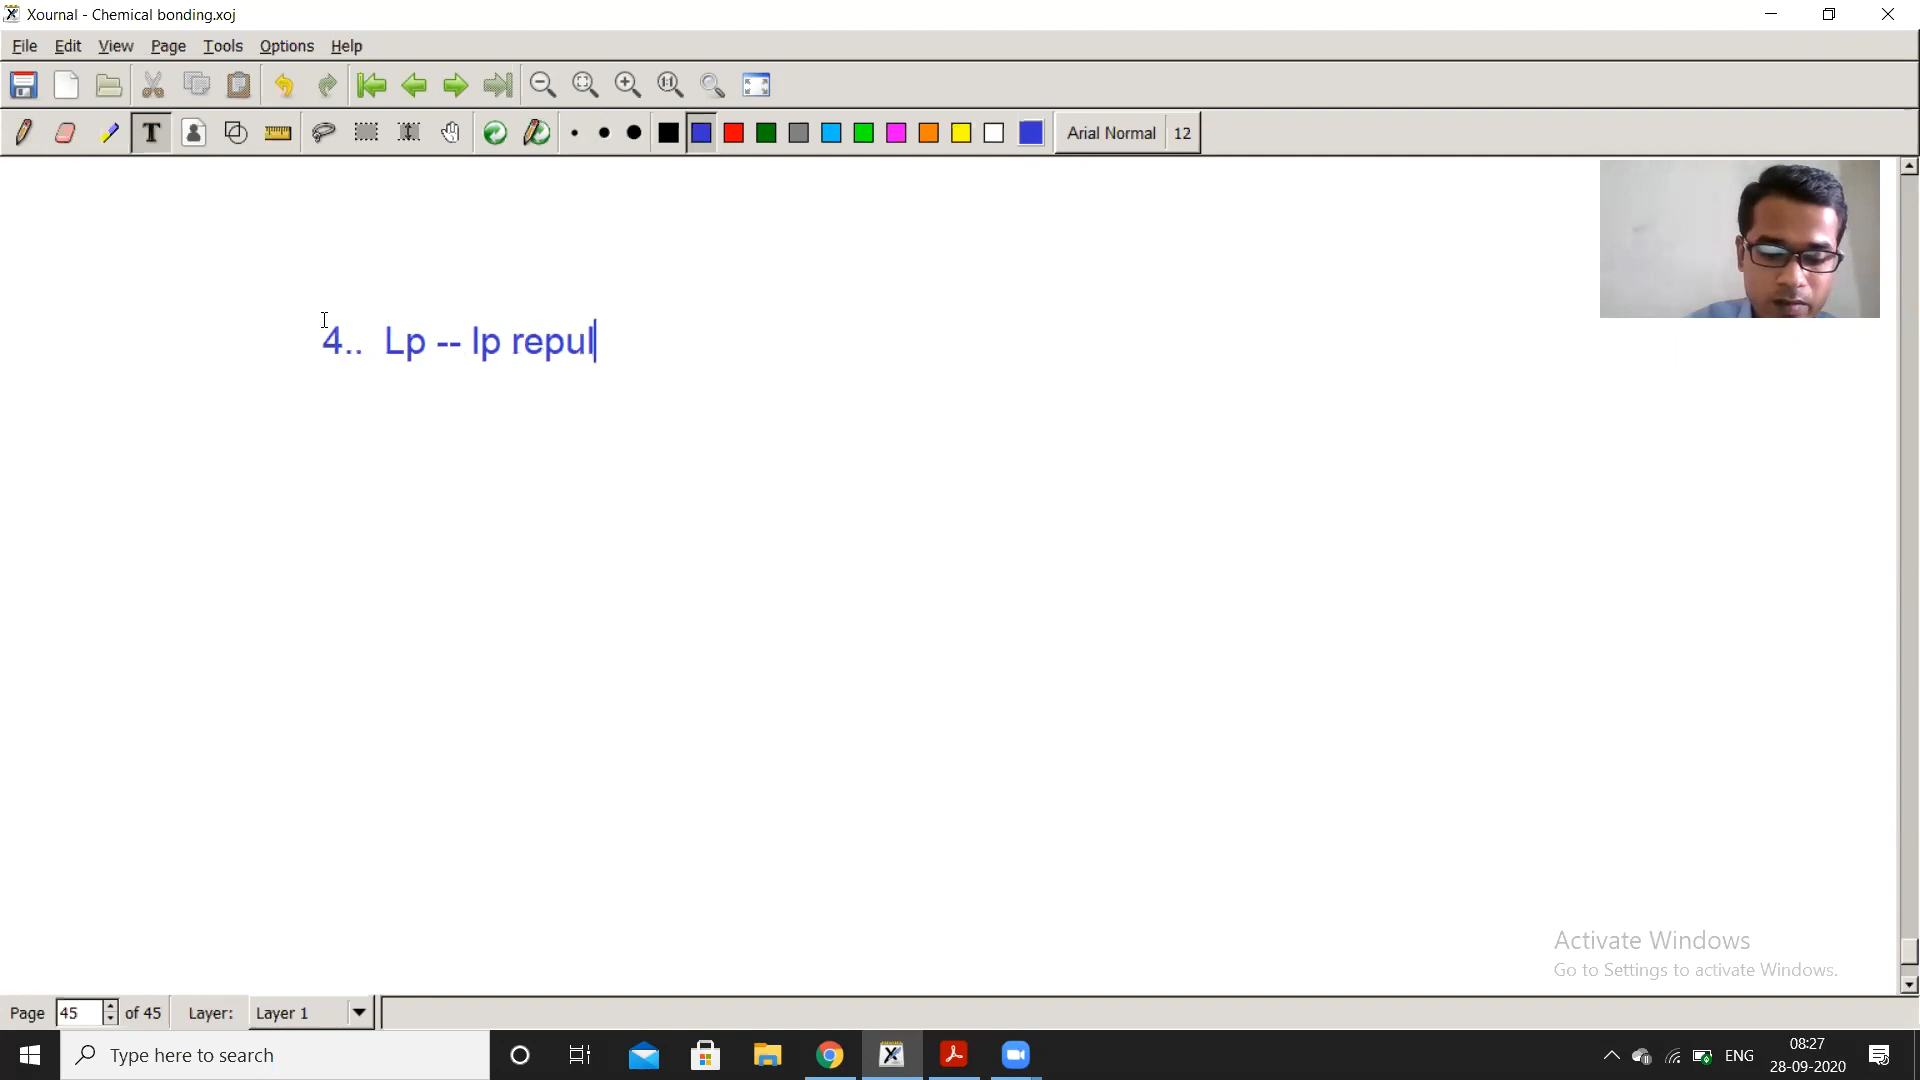 Xournal - Chemical bonding.xoj
File Edit View Page Tools Options Help
1:1
T
Arial Normal 12
4.. Lp -- lp repul
Activate Windows
Go to Settings to activate Windows.
Page 45 of 45 Layer: Layer 1
Type here to search
ENG
08:27
28-09-2020